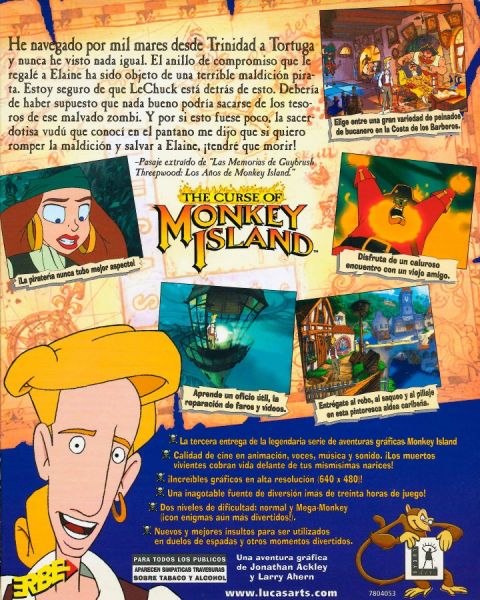 He navegado por mil mares desde Trinidad a Tortuga
y nunca he visto nada igual. El anillo de compromiso que le
regalé a Elaine ha sido objeto de una terrible maldición pira-
ta. Estoy seguro de que LeChuck está detrás de esto. Debería
de haber supuesto que nada bueno podría sacarse de los teso-
ros de ese malvado zombi. Y por si esto fuese poco, la sacer-
dotisa vudú que conocí en el pantano me dijo que si quiero
romper la maldición y salvar a Elaine, ¡tendré que morir!
-Pasaje extraído de "Las Memorias de Guybrush
Threepwood: Los Años de Monkey Island."
Elige entre una gran variedad de peinados
de bucanero en la Costa de los Barberos.
THE CURSE OF
MONKEY
ISLAND™
¡La piratería nunca tubo mejor aspecto!
Disfruta de un caluroso
encuentro con un viejo amigo.
Aprende un oficio útil, la
reparación de faros y vídeos.
Entrégate al robo, al saqueo y al pillaje
en esta pintoresca aldea caribeña.
La tercera entrega de la legendaria serie de aventuras gráficas Monkey Island
Calidad de cine en animación, voces, música y sonido. ¡Los muertos
vivientes cobran vida delante de tus mismísimas narices!
¡Increíbles gráficos en alta resolución (640 x 480)!
Una inagotable fuente de diversión ¡mas de treinta horas de juego!
Dos niveles de dificultad: normal y Mega-Monkey
(¡con enigmas aún mas divertidos!).
Nuevos y mejores insultos para ser utilizados
en duelos de espadas y otros momentos divertidos.
ERBE
PARA TODOS LOS PUBLICOS
APARECEN SIMPATICAS TRAVESURAS
SOBRE TABACO Y ALCOHOL
Una aventura gráfica
de Jonathan Ackley
y Larry Ahern
www.lucasarts.com
7804053